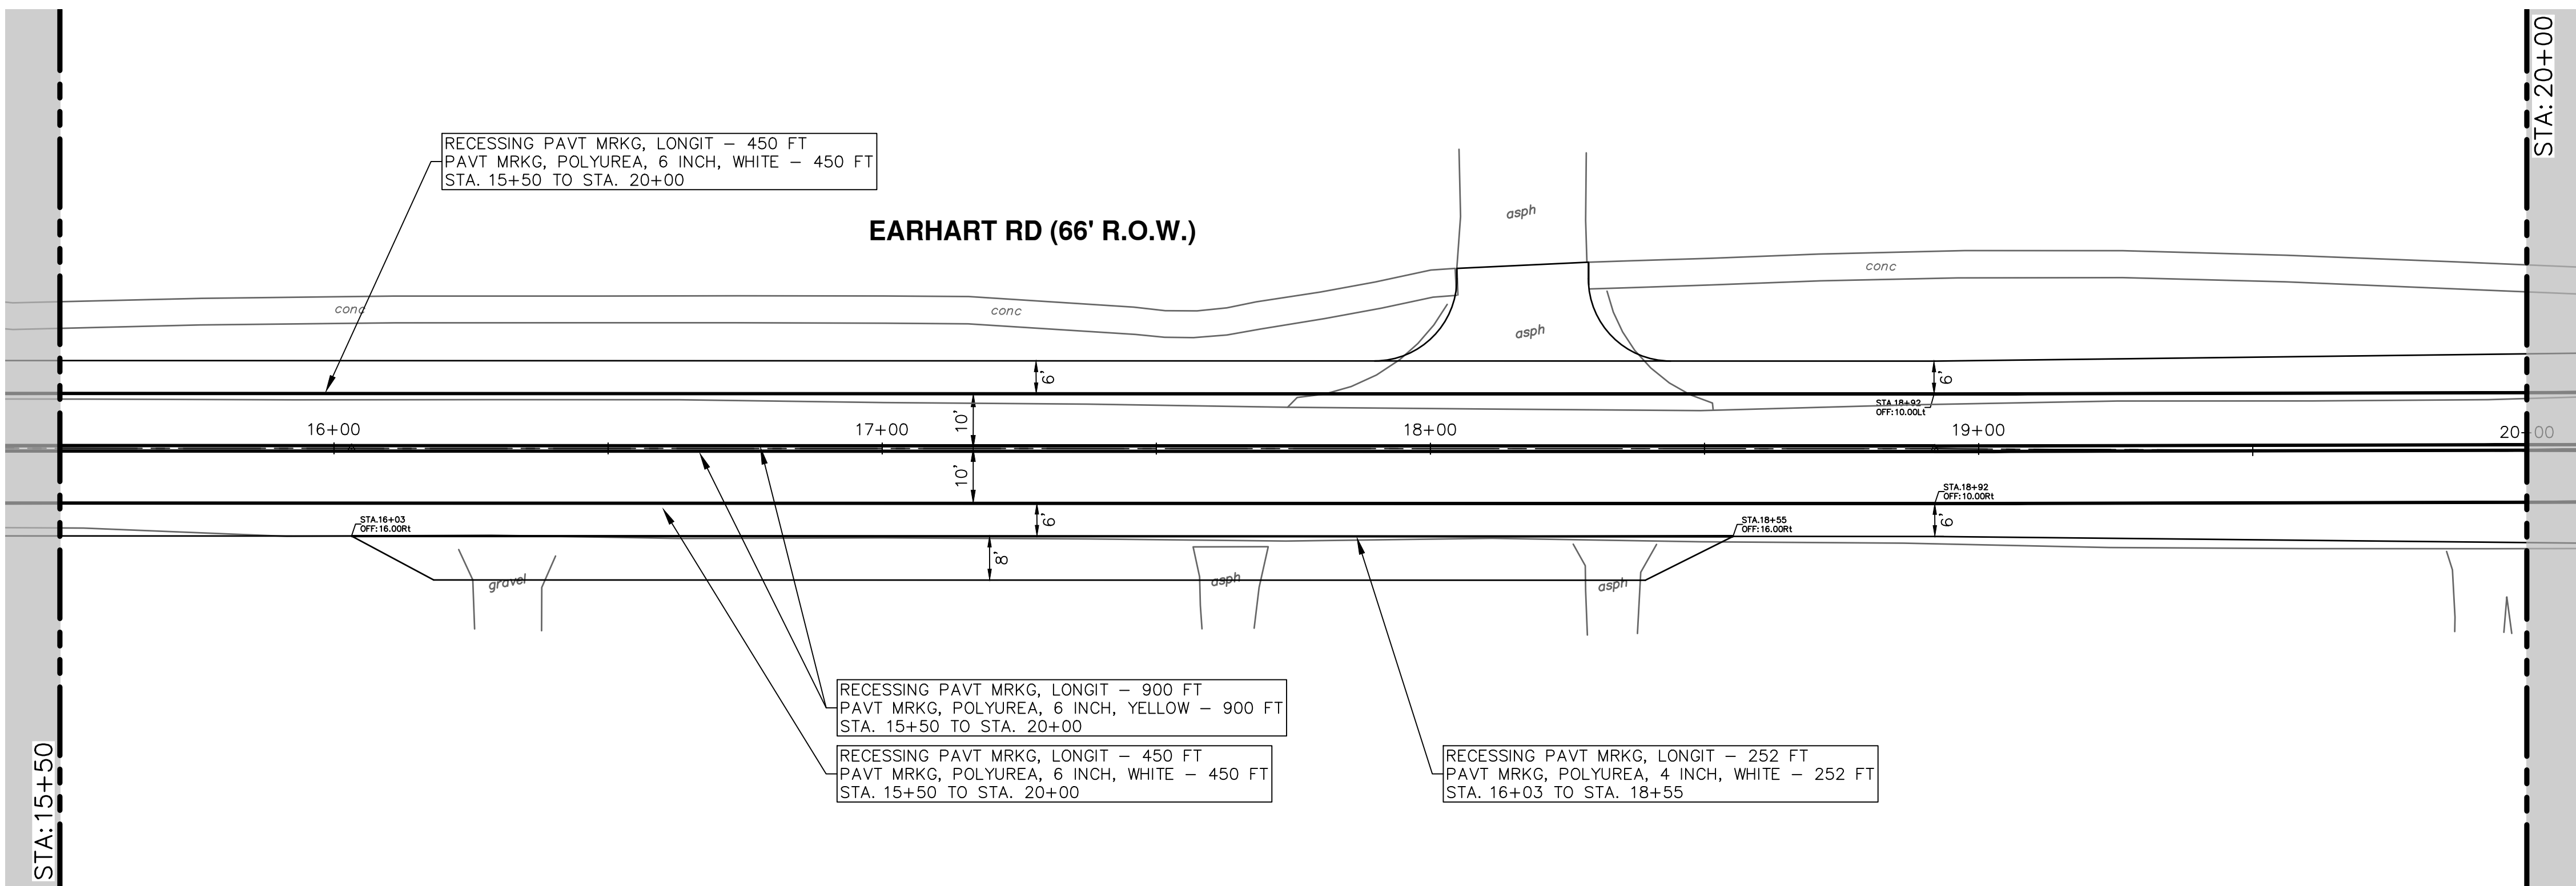 STA: 20+00
RECESSING PAVT MRKG, LONGIT – 450 FT
PAVT MRKG, POLYUREA, 6 INCH, WHITE – 450 FT
STA. 15+50 TO STA. 20+00
EARHART RD (66' R.O.W.)
asph
conc
conc
conc
asph
6'
6'
STA.18+92
OFF:10.00Lt
10'
16+00
17+00
18+00
19+00
20+00
10'
STA.18+92
OFF:10.00Rt
STA.16+03
OFF:16.00Rt
6'
STA.18+55
OFF:16.00Rt
6'
8'
gravel
asph
asph
RECESSING PAVT MRKG, LONGIT – 900 FT
PAVT MRKG, POLYUREA, 6 INCH, YELLOW – 900 FT
STA. 15+50 TO STA. 20+00
RECESSING PAVT MRKG, LONGIT – 450 FT
PAVT MRKG, POLYUREA, 6 INCH, WHITE – 450 FT
STA. 15+50 TO STA. 20+00
RECESSING PAVT MRKG, LONGIT – 252 FT
PAVT MRKG, POLYUREA, 4 INCH, WHITE – 252 FT
STA. 16+03 TO STA. 18+55
STA: 15+50